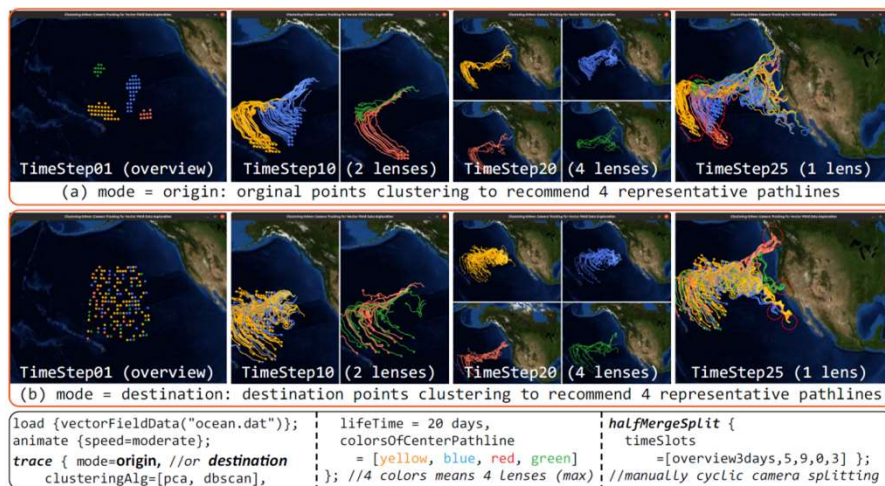 TimeStep01 (overview)
TimeStep10 (2 lenses)
TimeStep20 (4 lenses)
TimeStep25 (1 lens)
(a) mode = origin: orginal points clustering to recommend 4 representative pathlines
TimeStep01 (overview)
TimeStep10 (2 lenses)
TimeStep20 (4 lenses)
TimeStep25 (1 lens)
(b) mode = destination: destination points clustering to recommend 4 representative pathlines
load {vectorFieldData("ocean.dat")};
animate {speed=moderate};
trace { mode=origin, //or destination
clusteringAlg=[pca, dbscan],
lifeTime = 20 days,
colorsOfCenterPathline
= [yellow, blue, red, green]
}; //4 colors means 4 Lenses (max)
halfMergeSplit {
timeSlots
=[overview3days,5,9,0,3] };
//manually cyclic camera splitting